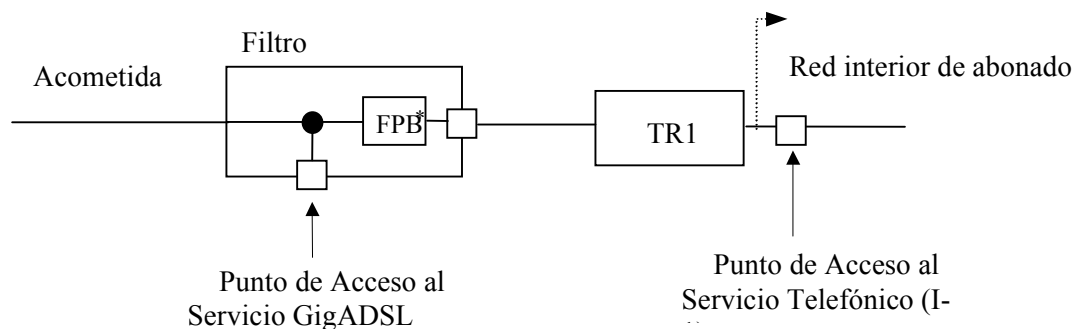 Filtro
Acometida
Red interior de abonado
FPB*
TR1
Punto de Acceso al
Servicio GigADSL
Punto de Acceso al
Servicio Telefónico (I-